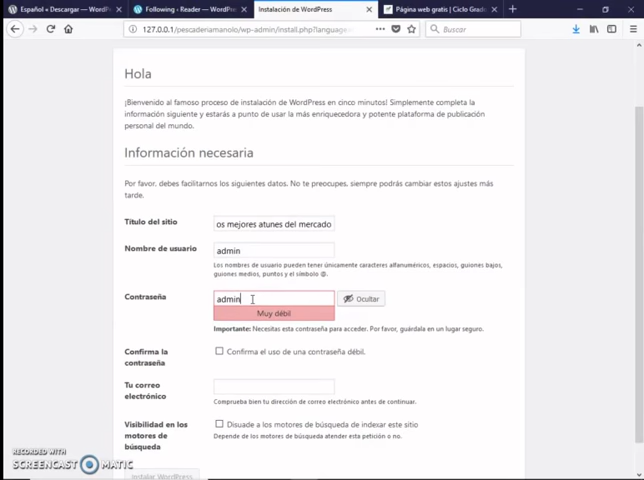 Español « Descargar — WordP
Following ‹ Reader — WordPr
Instalación de WordPress
Página web gratis | Ciclo Grad
127.0.0.1/pescadenamanolo/wp-admin/install.php?language=
Buscar
Hola
¡Bienvenido al famoso proceso de instalación de WordPress en cinco minutos! Simplemente completa la
información siguiente y estarás a punto de usar la más enriquecedora y potente plataforma de publicación
personal del mundo.
Información necesaria
Por favor, debes facilitarnos los siguientes datos. No te preocupes, siempre podrás cambiar estos ajustes más
tarde.
Título del sitio
os mejores atunes del mercado
Nombre de usuario
admin
Los nombres de usuario pueden tener únicamente caracteres alfanuméricos, espacios, guiones bajos,
guiones medios, puntos y el símbolo @.
Contraseña
admin
Ocultar
Muy débil
Importante: Necesitas esta contraseña para acceder. Por favor, guárdala en un lugar seguro.
Confirma la
contraseña
Confirma el uso de una contraseña débil.
Tu correo
electrónico
Comprueba bien tu dirección de correo electrónico antes de continuar.
Visibilidad en los
motores de
búsqueda
Disuade a los motores de búsqueda de indexar este sitio
Depende de los motores de búsqueda atender esta petición o no.
RECORDED WITH
SCREENCAST MATIC
Instalar WordPress